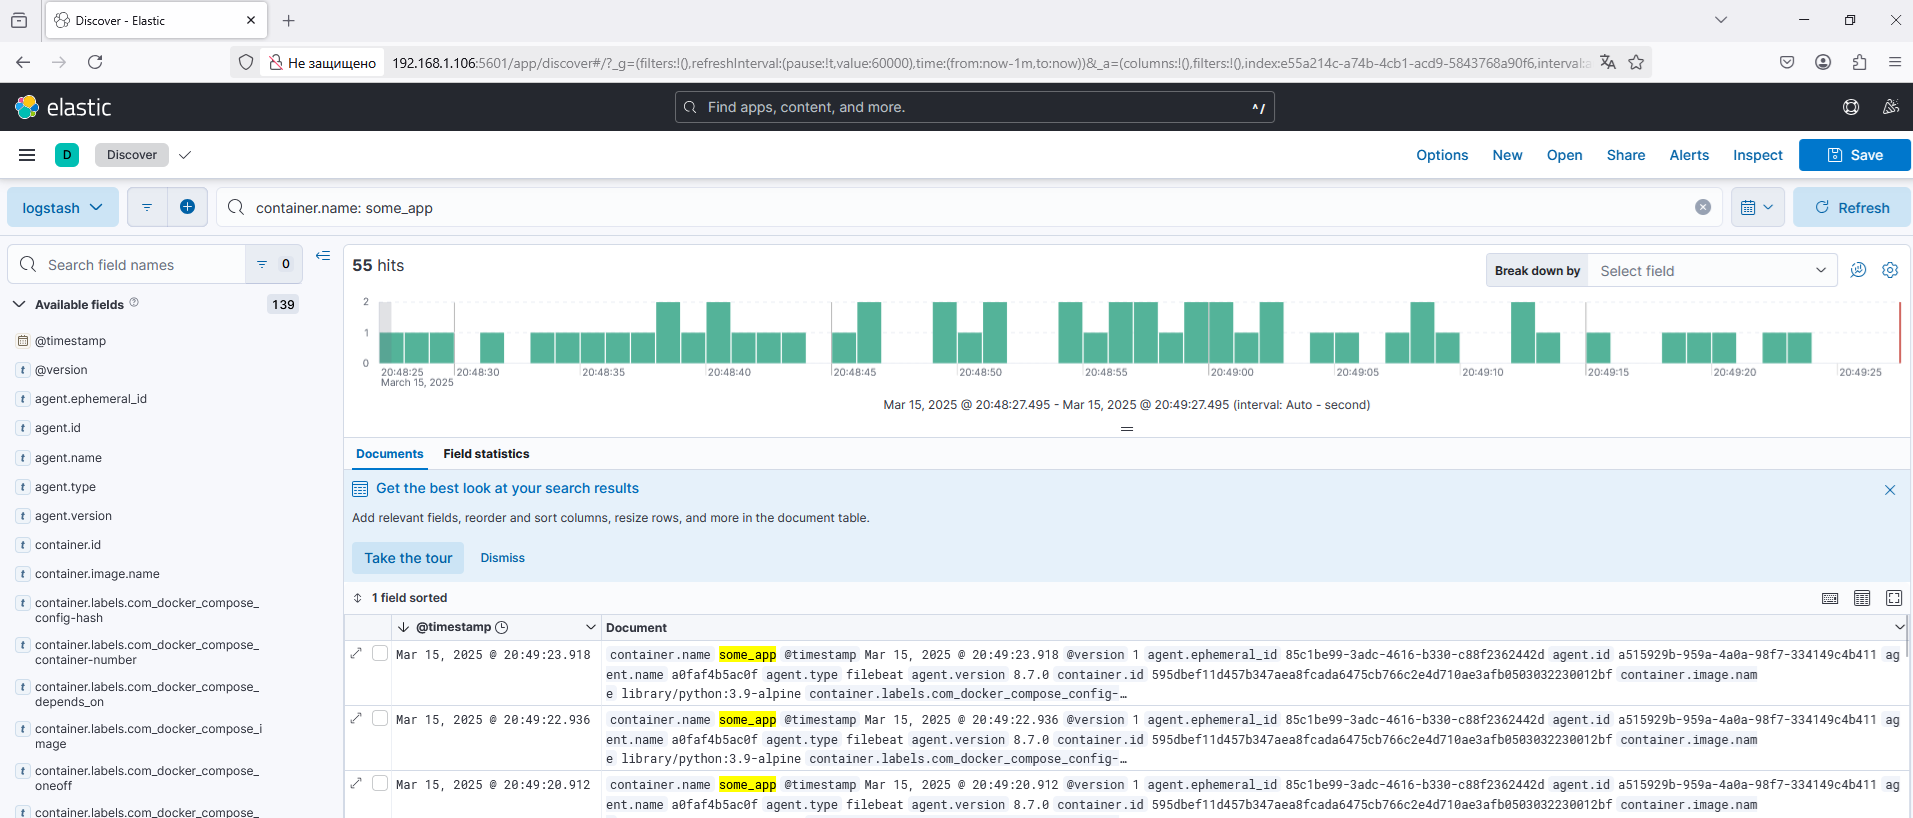 Discover - Elastic
Не защищено 192.168.1.106:5601/app/discover#/?_g=(filters:!(),refreshInterval:(pause:!t,value:60000),time:(from:now-1m,to:now))&_a=(columns:!(),filters:!(),index:e55a214c-a74b-4cb1-acd9-5843768a90f6,interval:a
elastic
Find apps, content, and more.
^/
D Discover
Options New Open Share Alerts Inspect Save
logstash
container.name: some_app
Refresh
Search field names 0
Available fields 139
@timestamp
@version
agent.ephemeral_id
agent.id
agent.name
agent.type
agent.version
container.id
container.image.name
container.labels.com_docker_compose_
config-hash
container.labels.com_docker_compose_
container-number
container.labels.com_docker_compose_
depends_on
container.labels.com_docker_compose_i
mage
container.labels.com_docker_compose_
oneoff
container.labels.com_docker_compose_
55 hits
Break down by Select field
2
1
0
20:48:25 20:48:30 20:48:35 20:48:40 20:48:45 20:48:50 20:48:55 20:49:00 20:49:05 20:49:10 20:49:15 20:49:20 20:49:25
March 15, 2025
Mar 15, 2025 @ 20:48:27.495 - Mar 15, 2025 @ 20:49:27.495 (interval: Auto - second)
Documents Field statistics
Get the best look at your search results
Add relevant fields, reorder and sort columns, resize rows, and more in the document table.
Take the tour Dismiss
1 field sorted
@timestamp Document
Mar 15, 2025 @ 20:49:23.918 container.name some_app @timestamp Mar 15, 2025 @ 20:49:23.918 @version 1 agent.ephemeral_id 85c1be99-3adc-4616-b330-c88f2362442d agent.id a515929b-959a-4a0a-98f7-334149c4b411 ag
ent.name a0faf4b5ac0f agent.type filebeat agent.version 8.7.0 container.id 595dbef11d457b347aea8fcada6475cb766c2e4d710ae3afb0503032230012bf container.image.nam
e library/python:3.9-alpine container.labels.com_docker_compose_config-…
Mar 15, 2025 @ 20:49:22.936 container.name some_app @timestamp Mar 15, 2025 @ 20:49:22.936 @version 1 agent.ephemeral_id 85c1be99-3adc-4616-b330-c88f2362442d agent.id a515929b-959a-4a0a-98f7-334149c4b411 ag
ent.name a0faf4b5ac0f agent.type filebeat agent.version 8.7.0 container.id 595dbef11d457b347aea8fcada6475cb766c2e4d710ae3afb0503032230012bf container.image.nam
e library/python:3.9-alpine container.labels.com_docker_compose_config-…
Mar 15, 2025 @ 20:49:20.912 container.name some_app @timestamp Mar 15, 2025 @ 20:49:20.912 @version 1 agent.ephemeral_id 85c1be99-3adc-4616-b330-c88f2362442d agent.id a515929b-959a-4a0a-98f7-334149c4b411 ag
ent.name a0faf4b5ac0f agent.type filebeat agent.version 8.7.0 container.id 595dbef11d457b347aea8fcada6475cb766c2e4d710ae3afb0503032230012bf container.image.nam